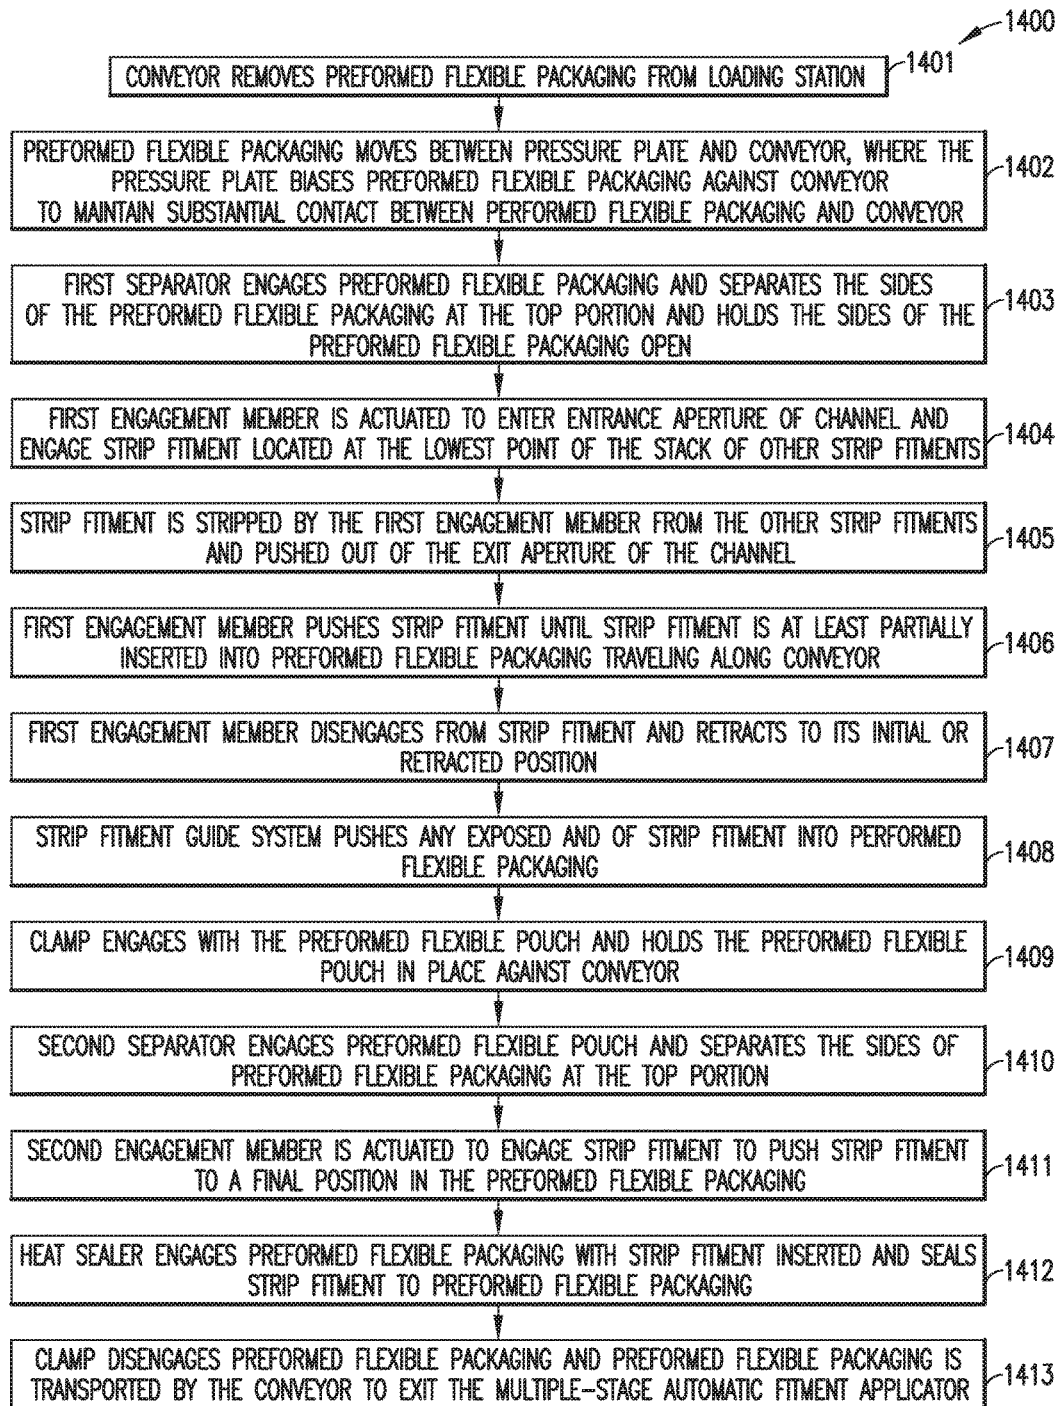 1400
CONVEYOR REMOVES PREFORMED FLEXIBLE PACKAGING FROM LOADING STATION
1401
PREFORMED FLEXIBLE PACKAGING MOVES BETWEEN PRESSURE PLATE AND CONVEYOR, WHERE THE
PRESSURE PLATE BIASES PREFORMED FLEXIBLE PACKAGING AGAINST CONVEYOR
TO MAINTAIN SUBSTANTIAL CONTACT BETWEEN PERFORMED FLEXIBLE PACKAGING AND CONVEYOR
1402
FIRST SEPARATOR ENGAGES PREFORMED FLEXIBLE PACKAGING AND SEPARATES THE SIDES
OF THE PREFORMED FLEXIBLE PACKAGING AT THE TOP PORTION AND HOLDS THE SIDES OF THE
PREFORMED FLEXIBLE PACKAGING OPEN
1403
FIRST ENGAGEMENT MEMBER IS ACTUATED TO ENTER ENTRANCE APERTURE OF CHANNEL AND
ENGAGE STRIP FITMENT LOCATED AT THE LOWEST POINT OF THE STACK OF OTHER STRIP FITMENTS
1404
STRIP FITMENT IS STRIPPED BY THE FIRST ENGAGEMENT MEMBER FROM THE OTHER STRIP FITMENTS
AND PUSHED OUT OF THE EXIT APERTURE OF THE CHANNEL
1405
FIRST ENGAGEMENT MEMBER PUSHES STRIP FITMENT UNTIL STRIP FITMENT IS AT LEAST PARTIALLY
INSERTED INTO PREFORMED FLEXIBLE PACKAGING TRAVELING ALONG CONVEYOR
1406
FIRST ENGAGEMENT MEMBER DISENGAGES FROM STRIP FITMENT AND RETRACTS TO ITS INITIAL OR
RETRACTED POSITION
1407
STRIP FITMENT GUIDE SYSTEM PUSHES ANY EXPOSED AND OF STRIP FITMENT INTO PERFORMED
FLEXIBLE PACKAGING
1408
CLAMP ENGAGES WITH THE PREFORMED FLEXIBLE POUCH AND HOLDS THE PREFORMED FLEXIBLE
POUCH IN PLACE AGAINST CONVEYOR
1409
SECOND SEPARATOR ENGAGES PREFORMED FLEXIBLE POUCH AND SEPARATES THE SIDES OF
PREFORMED FLEXIBLE PACKAGING AT THE TOP PORTION
1410
SECOND ENGAGEMENT MEMBER IS ACTUATED TO ENGAGE STRIP FITMENT TO PUSH STRIP FITMENT
TO A FINAL POSITION IN THE PREFORMED FLEXIBLE PACKAGING
1411
HEAT SEALER ENGAGES PREFORMED FLEXIBLE PACKAGING WITH STRIP FITMENT INSERTED AND SEALS
STRIP FITMENT TO PREFORMED FLEXIBLE PACKAGING
1412
CLAMP DISENGAGES PREFORMED FLEXIBLE PACKAGING AND PREFORMED FLEXIBLE PACKAGING IS
TRANSPORTED BY THE CONVEYOR TO EXIT THE MULTIPLE-STAGE AUTOMATIC FITMENT APPLICATOR
1413